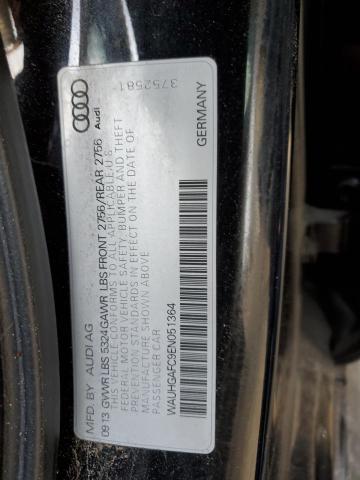 MFD. BY AUDI AG
09 13 GVWR LBS 5324 GAWR LBS FRONT 2756/REAR 2756
THIS VEHICLE CONFORMS TO ALL APPLICABLE U S
FEDERAL MOTOR VEHICLE SAFETY, BUMPER AND THEFT
PREVENTION STANDARDS IN EFFECT ON THE DATE OF
MANUFACTURE SHOWN ABOVE
PASSENGER CAR
WAUHGAFC9EN051364
GERMANY
Audi
3752581